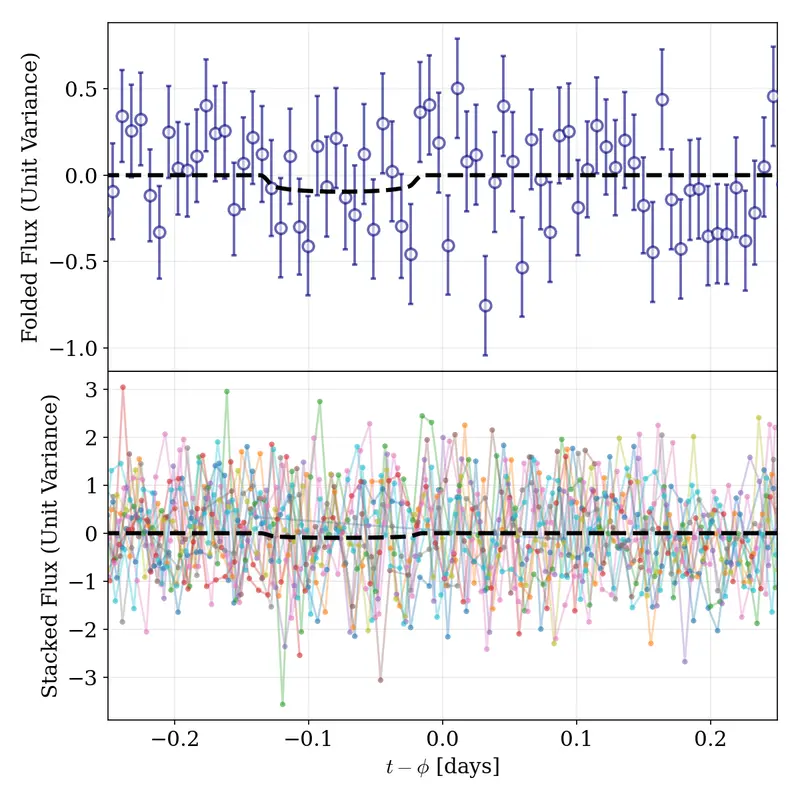 Folded Flux (Unit Variance)
0.5
0.0
−0.5
−1.0
Stacked Flux (Unit Variance)
3
2
1
0
−1
−2
−3
−0.2 −0.1 0.0 0.1 0.2
t − ϕ [days]